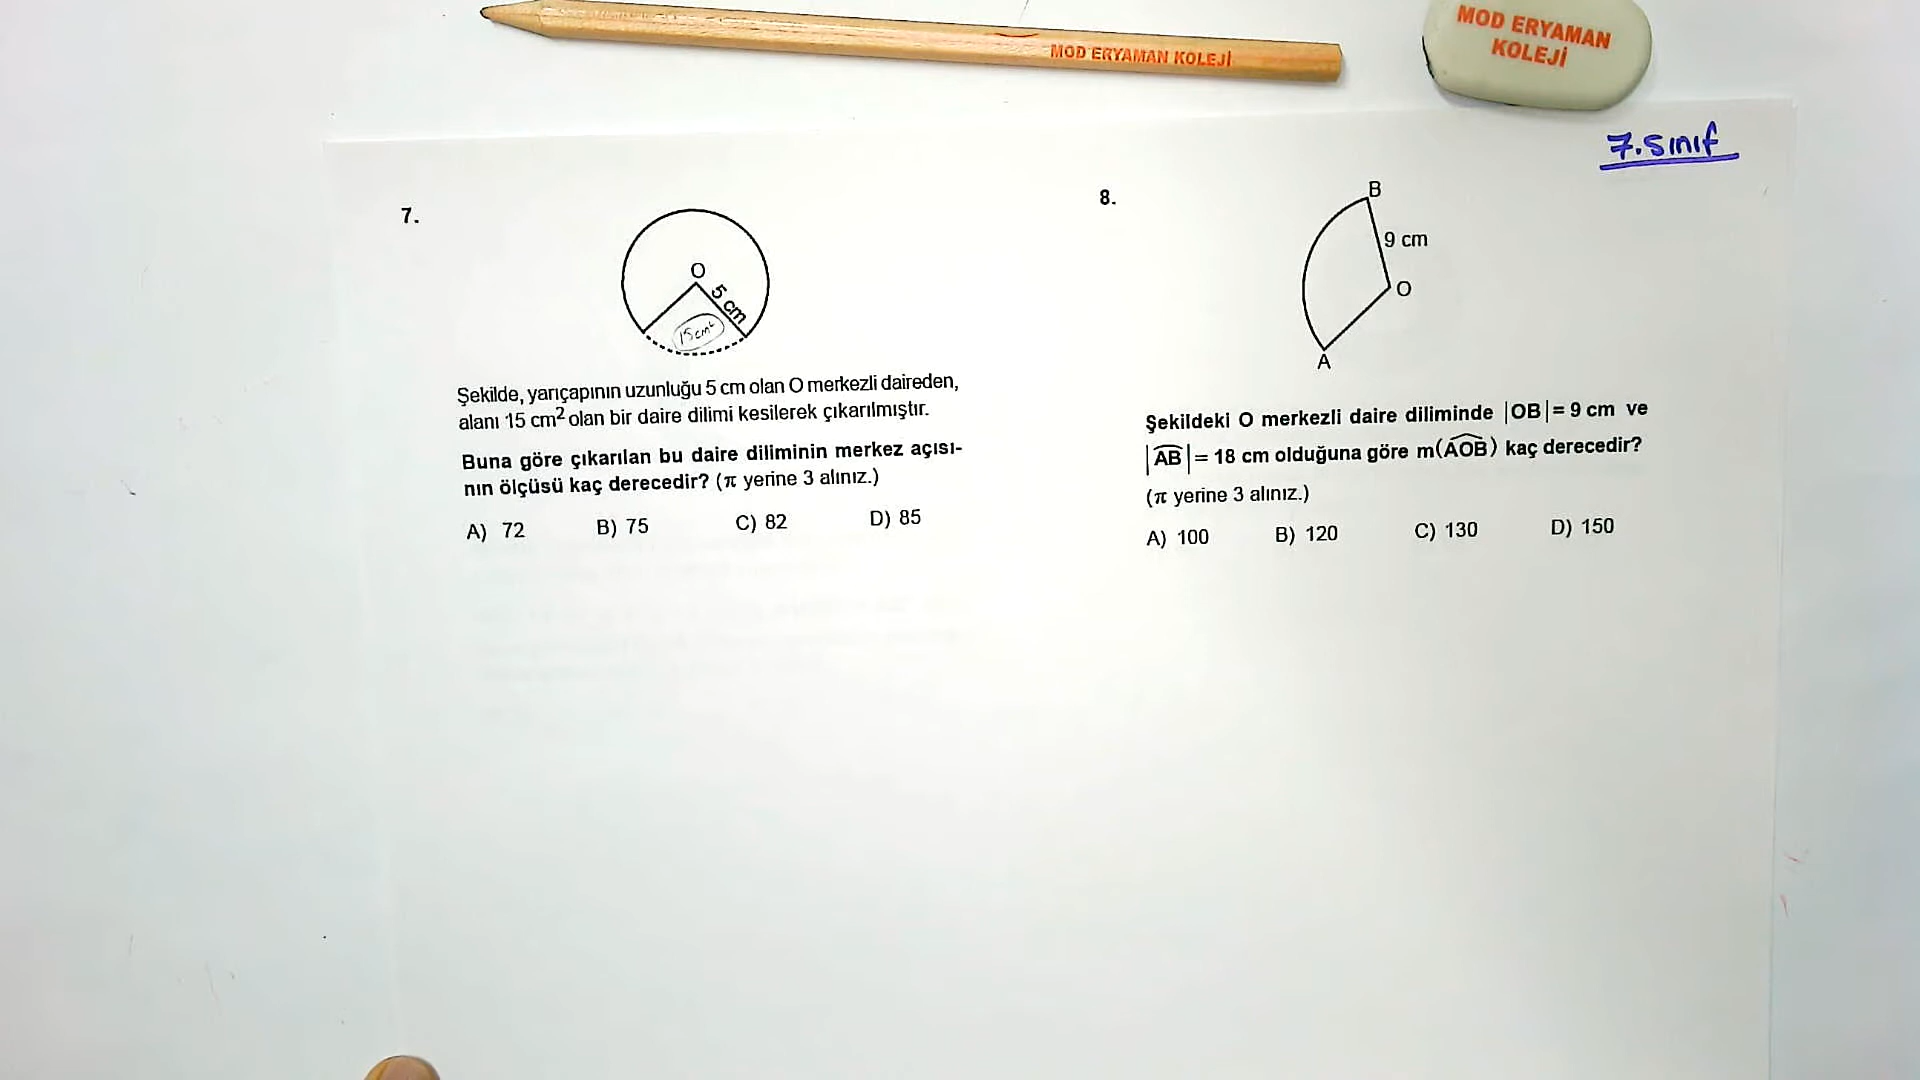 MOD ERYAMAN KOLEJİ
MOD ERYAMAN
KOLEJİ
7.sınıf
7.
O
5 cm
15cm²
Şekilde, yarıçapının uzunluğu 5 cm olan O merkezli daireden,
alanı 15 cm² olan bir daire dilimi kesilerek çıkarılmıştır.
Buna göre çıkarılan bu daire diliminin merkez açısı-
nın ölçüsü kaç derecedir? (π yerine 3 alınız.)
A) 72 B) 75 C) 82 D) 85
8.
B
9 cm
O
A
Şekildeki O merkezli daire diliminde |OB| = 9 cm ve
|AB| = 18 cm olduğuna göre m(AOB) kaç derecedir?
(π yerine 3 alınız.)
A) 100 B) 120 C) 130 D) 150